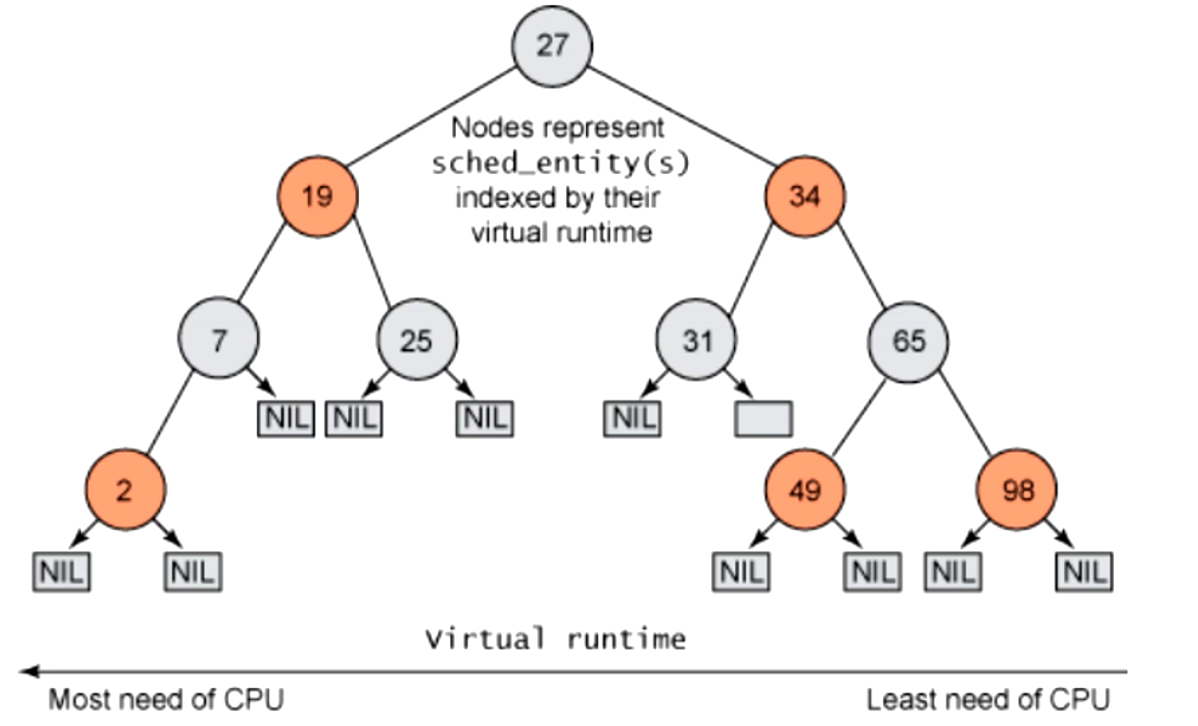 27
Nodes represent
sched_entity(s)
indexed by their
virtual runtime
19
34
7
25
31
65
NIL
NIL
NIL
NIL
2
49
98
NIL
NIL
NIL
NIL
NIL
NIL
Virtual runtime
Most need of CPU
Least need of CPU